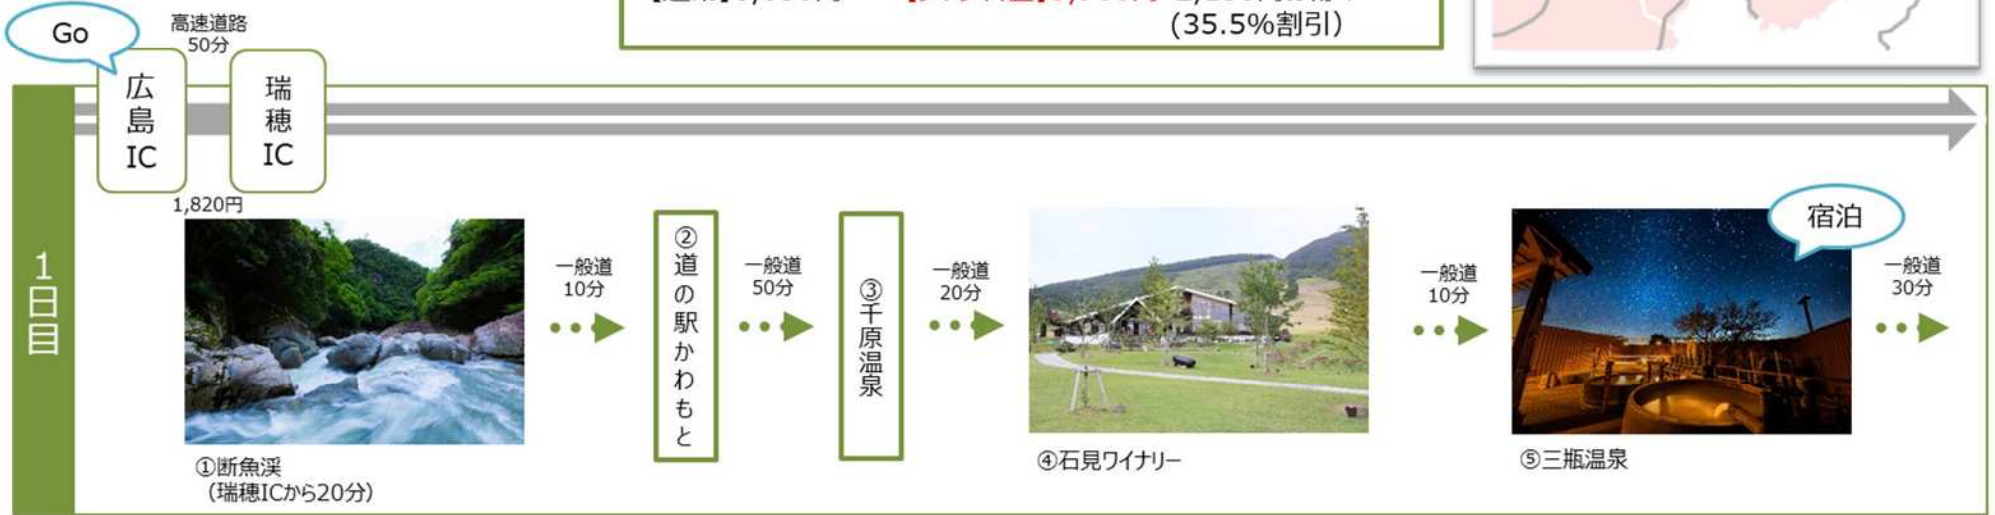 (35.5%割引)
Go
高速道路
50分
広島IC
瑞穂IC
1,820円
1日目
①断魚渓
(瑞穂ICから20分)
一般道
10分
②道の駅かわもと
一般道
50分
③千原温泉
一般道
20分
④石見ワイナリー
一般道
10分
宿泊
⑤三瓶温泉
一般道
30分